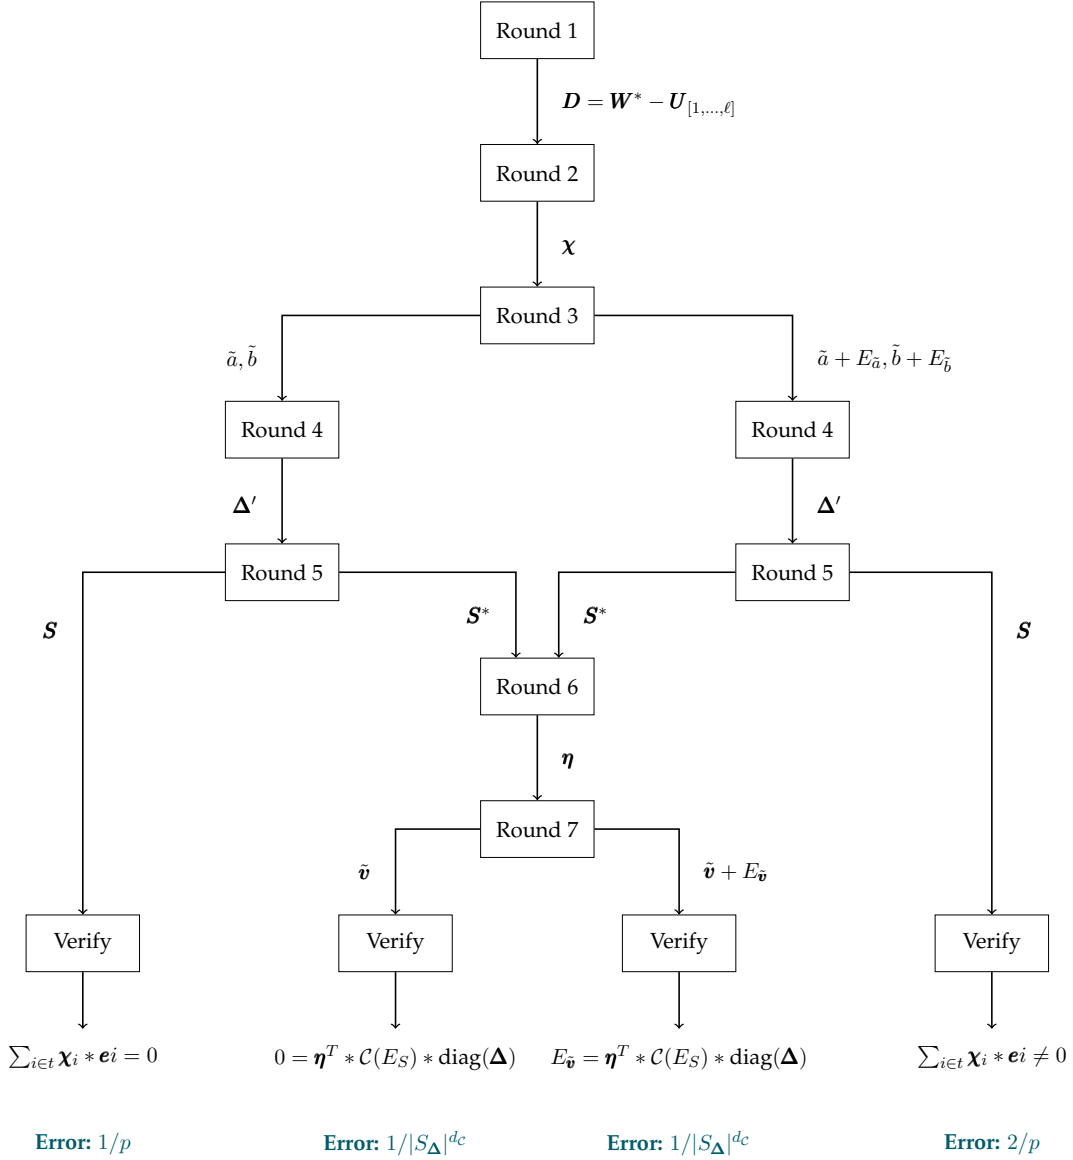 Round 1
𝑫 = 𝑾* − 𝑼_[1,...,ℓ]
Round 2
𝝌
Round 3
ã, b̃
ã + E_ã, b̃ + E_b̃
Round 4
Round 4
𝚫′
𝚫′
Round 5
Round 5
𝑺
𝑺*
𝑺*
𝑺
Round 6
𝜼
Round 7
𝒗̃
𝒗̃ + E_𝒗̃
Verify
Verify
Verify
Verify
∑_{i∈t} 𝝌_i * 𝒆i = 0
0 = 𝜼^T * 𝒞(E_S) * diag(𝚫)
E_𝒗̃ = 𝜼^T * 𝒞(E_S) * diag(𝚫)
∑_{i∈t} 𝝌_i * 𝒆i ≠ 0
Error: 1/p
Error: 1/|S_𝚫|^{d_𝒞}
Error: 1/|S_𝚫|^{d_𝒞}
Error: 2/p